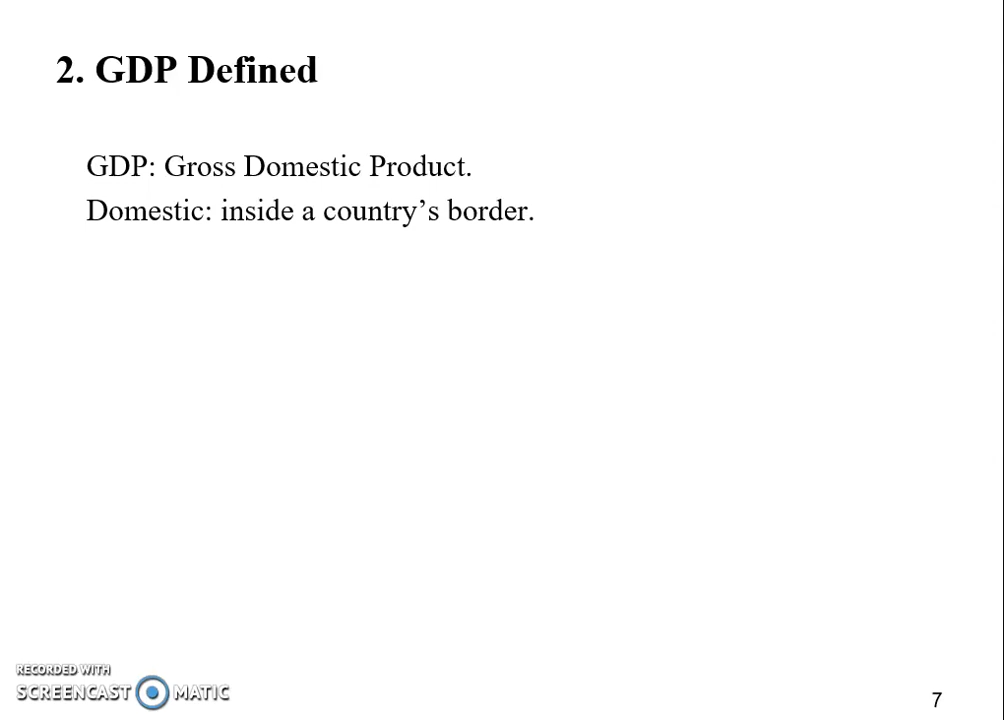 2. GDP Defined
GDP: Gross Domestic Product.
Domestic: inside a country’s border.
RECORDED WITH
SCREENCAST MATIC
7